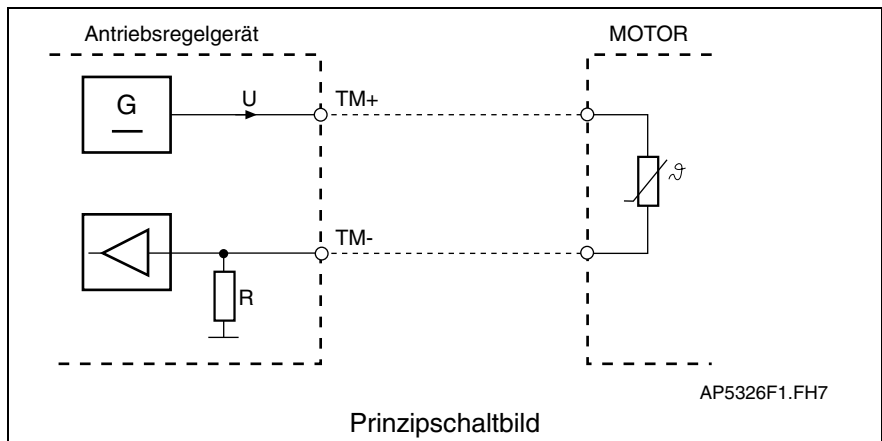 Antriebsregelgerät
MOTOR
G
U
TM+
ϑ
TM-
R
AP5326F1.FH7
Prinzipschaltbild